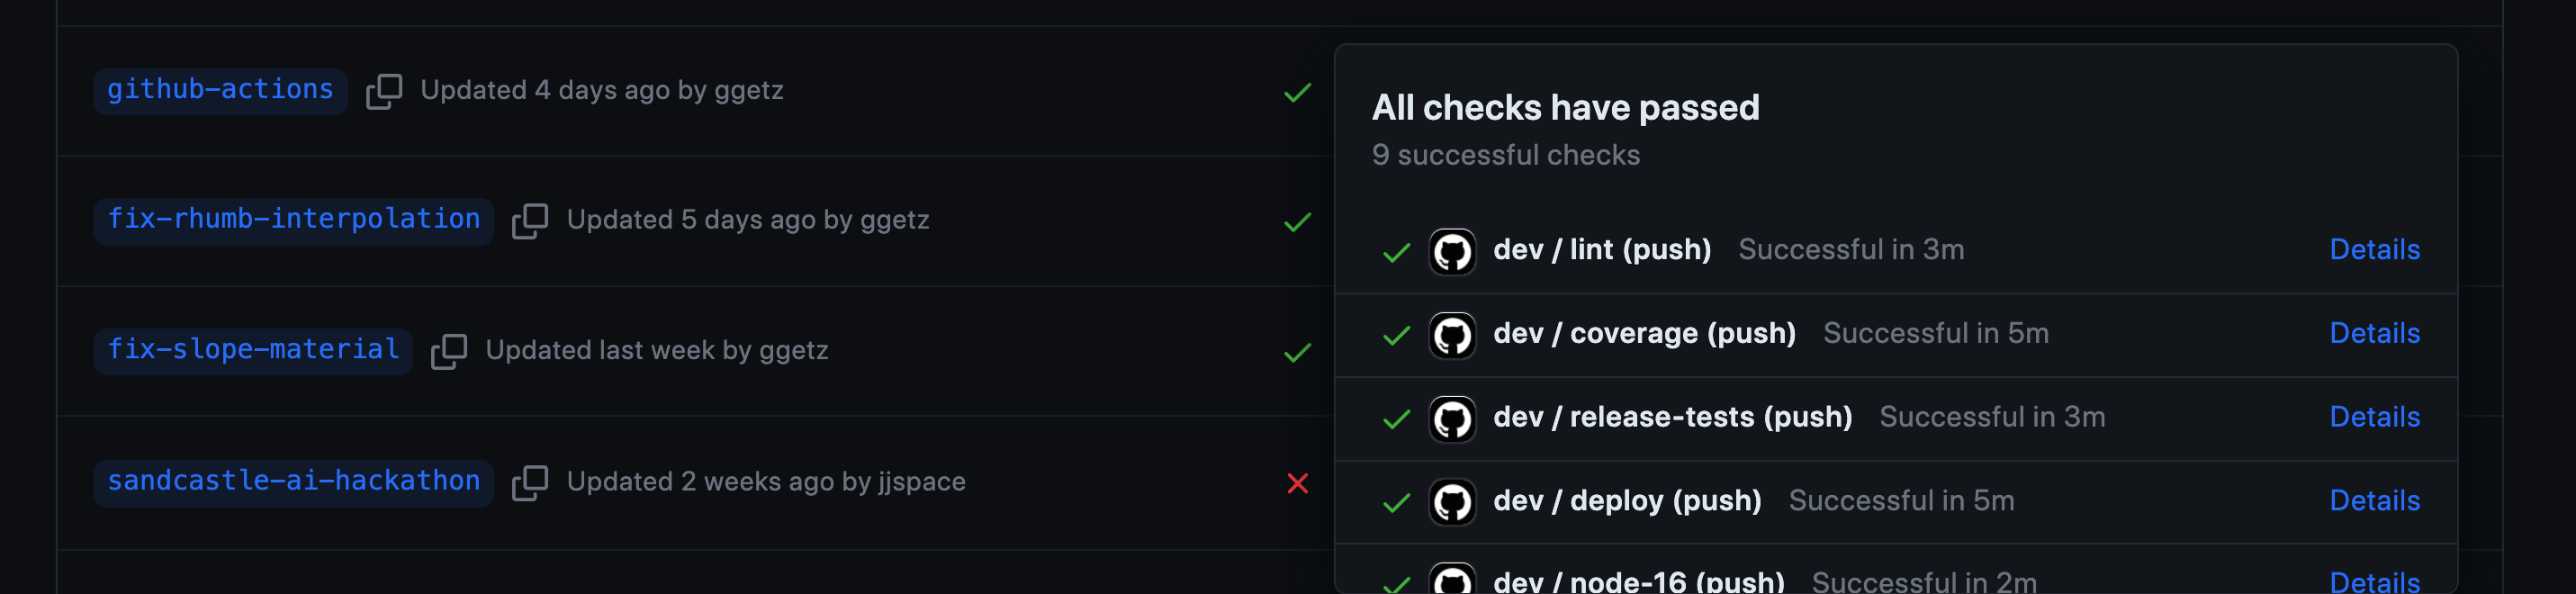 github-actions Updated 4 days ago by ggetz
fix-rhumb-interpolation Updated 5 days ago by ggetz
fix-slope-material Updated last week by ggetz
sandcastle-ai-hackathon Updated 2 weeks ago by jjspace
All checks have passed
9 successful checks
dev / lint (push) Successful in 3m Details
dev / coverage (push) Successful in 5m Details
dev / release-tests (push) Successful in 3m Details
dev / deploy (push) Successful in 5m Details
dev / node-16 (push) Successful in 2m Details